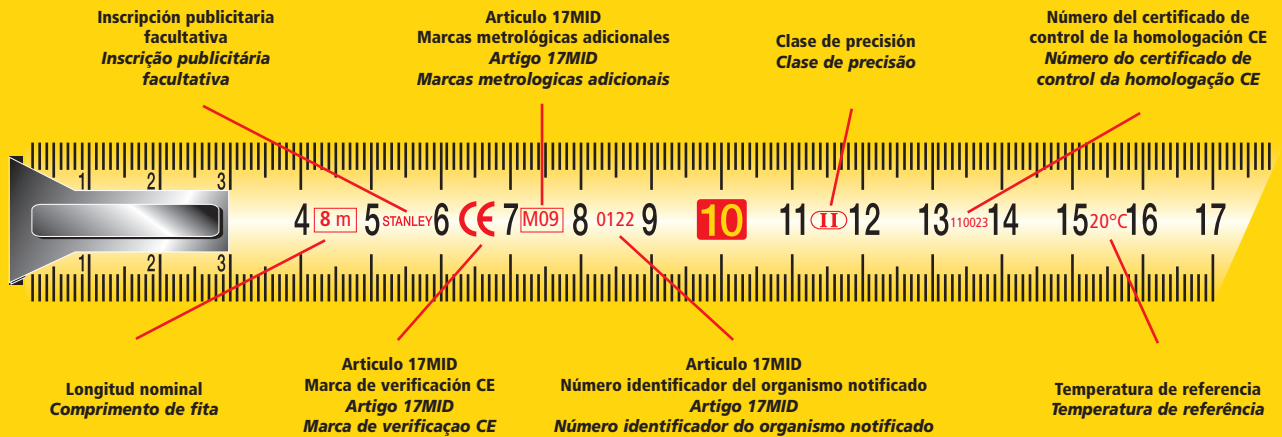 Inscripción publicitaria
facultativa
Inscrição publicitária
facultativa
Articulo 17MID
Marcas metrológicas adicionales
Artigo 17MID
Marcas metrologicas adicionais
Clase de precisión
Clase de precisão
Número del certificado de
control de la homologación CE
Número do certificado de
control da homologação CE
1 2 3
4 8 m 5 STANLEY 6 CE 7 M09 8 0122 9 10 11 II 12 13 110023 14 15 20°C 16 17
1 2 3
Longitud nominal
Comprimento de fita
Articulo 17MID
Marca de verificación CE
Artigo 17MID
Marca de verificaçao CE
Articulo 17MID
Número identificador del organismo notificado
Artigo 17MID
Número identificador do organismo notificado
Temperatura de referencia
Temperatura de referência